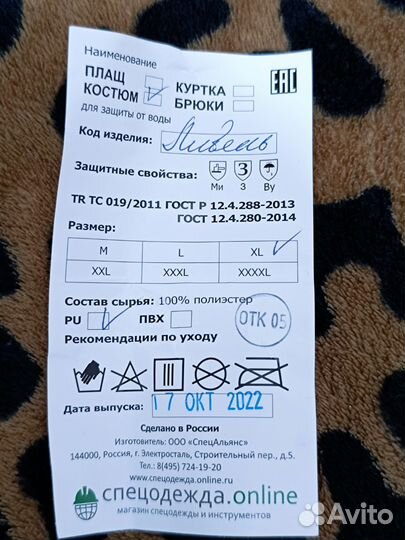 Наименование
ПЛАЩ КУРТКА
КОСТЮМ БРЮКИ
для защиты от воды
Код изделия: Ливень
Защитные свойства:
Ми З Ву
TR TC 019/2011 ГОСТ Р 12.4.288-2013
ГОСТ 12.4.280-2014
Размер:
M L XL
XXL XXXL XXXXL
Состав сырья: 100% полиэстер
PU ПВХ
ОТК 05
Рекомендации по уходу
Дата выпуска: 17 ОКТ 2022
Сделано в России
Изготовитель: ООО «СпецАльянс»
144000, Россия, г. Электросталь, Строительный пер., д.5.
Тел.: 8(495) 724-19-20
www.спецодежда.online.ru
спецодежда.online
магазин спецодежды и инструментов
EAC
Avito